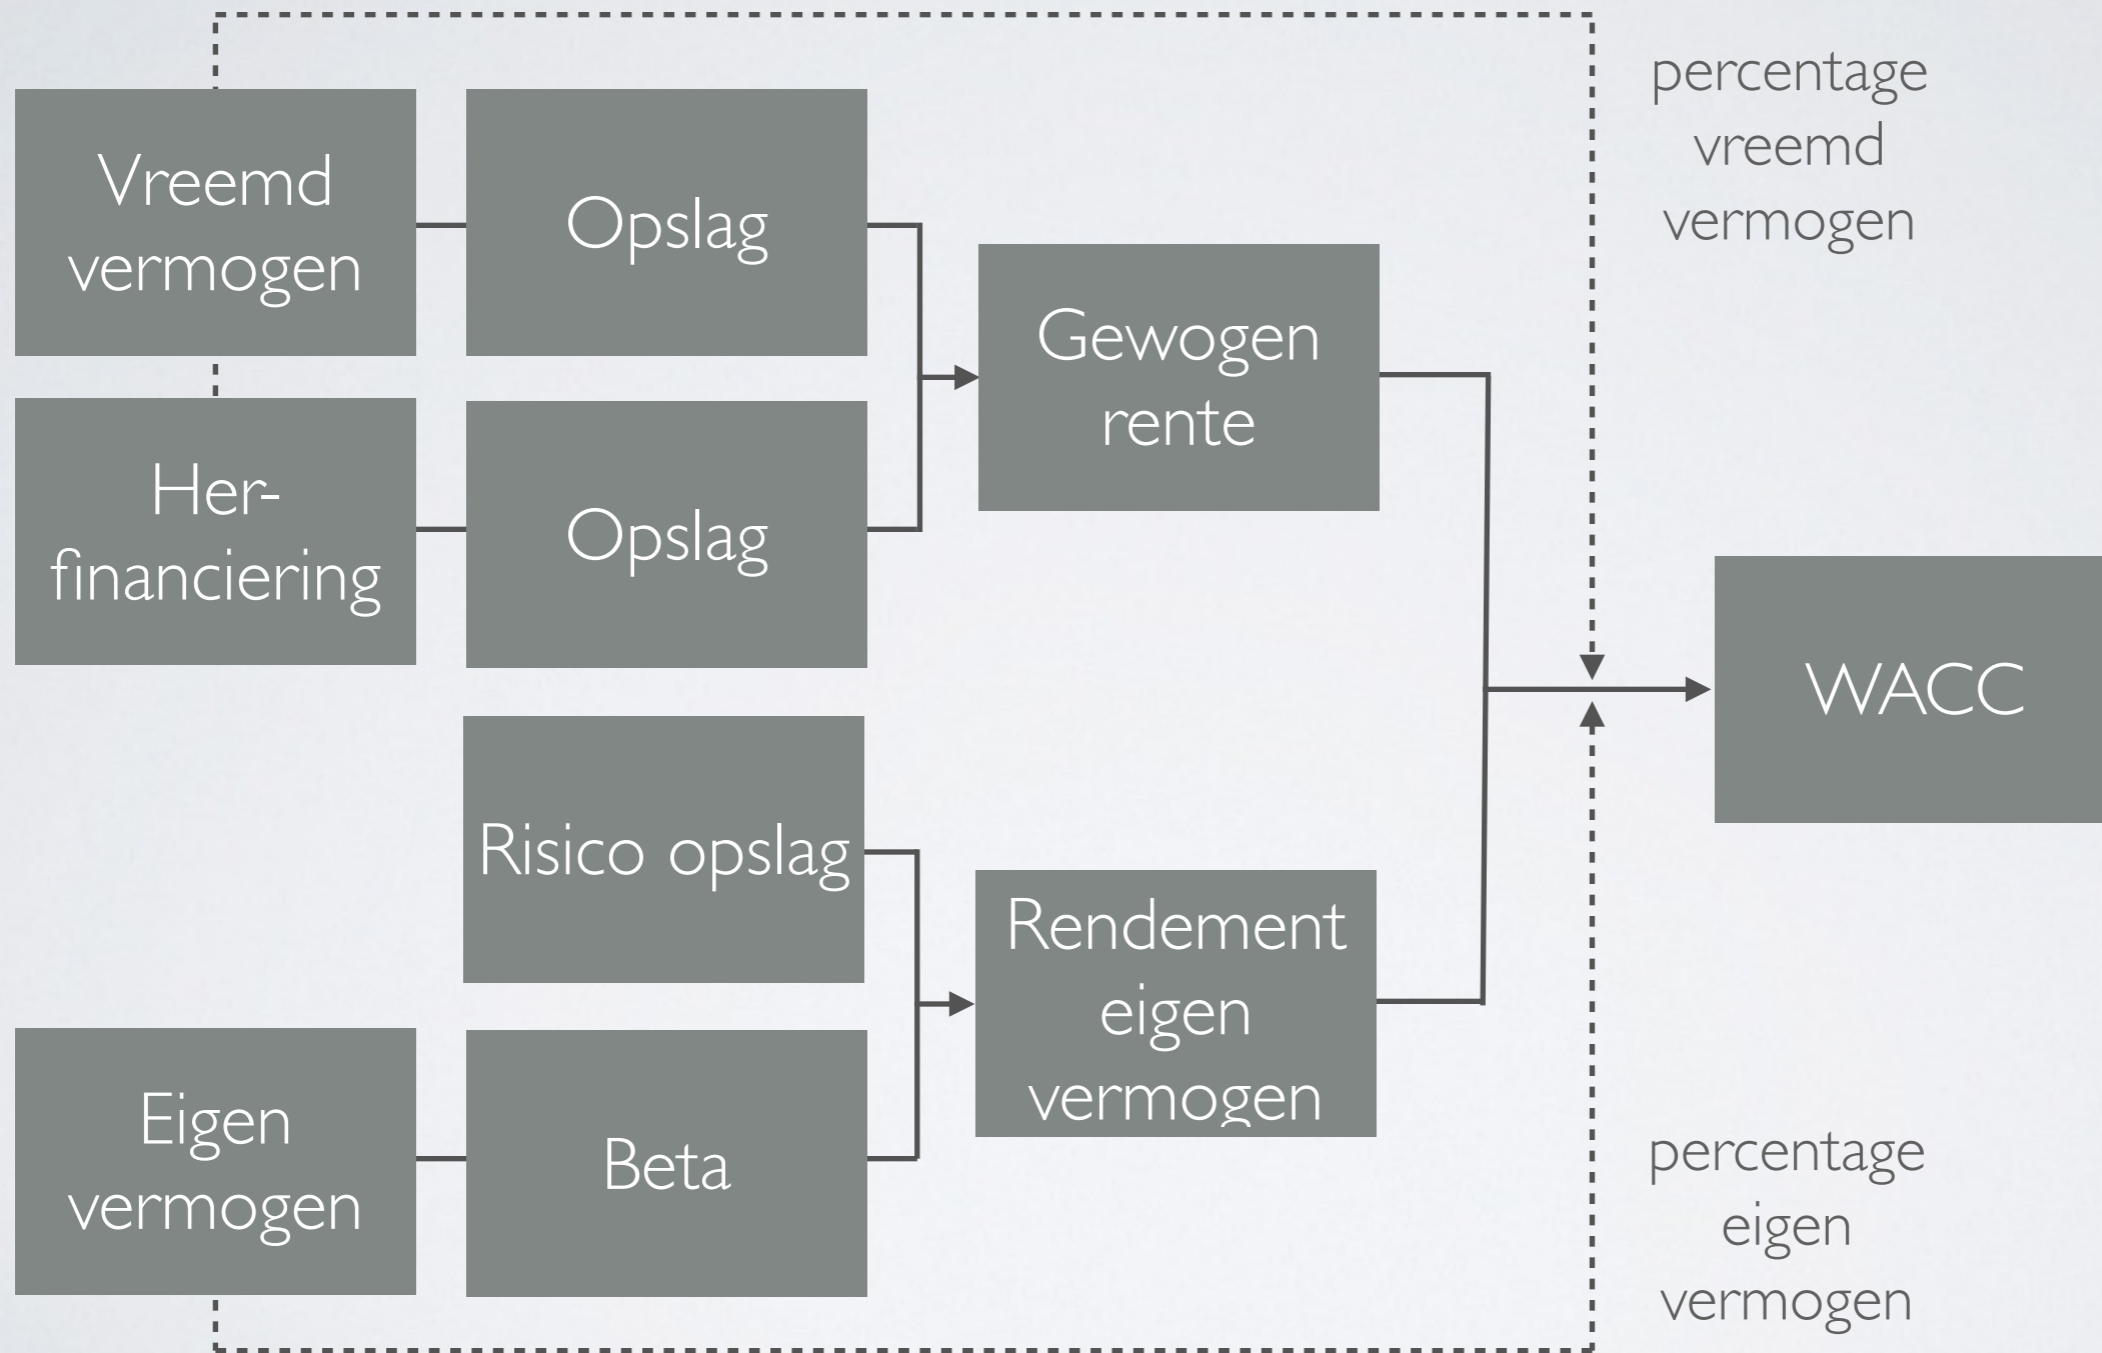 Vreemd
vermogen
Opslag
percentage
vreemd
vermogen
Gewogen
rente
Her-
financiering
Opslag
WACC
Risico opslag
Rendement
eigen
vermogen
Eigen
vermogen
Beta
percentage
eigen
vermogen